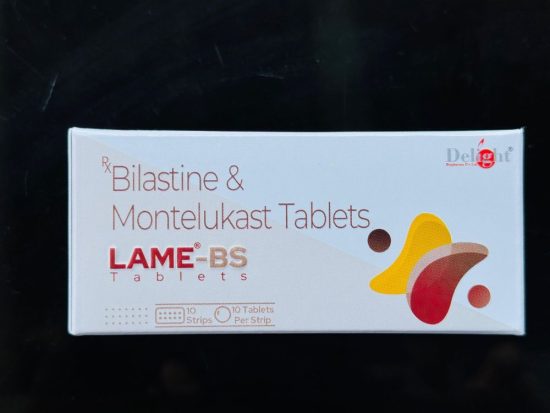 Delight®
Rx Bilastine &
Montelukast Tablets
LAME®-BS
Tablets
10
Strips
10 Tablets
Per Strip